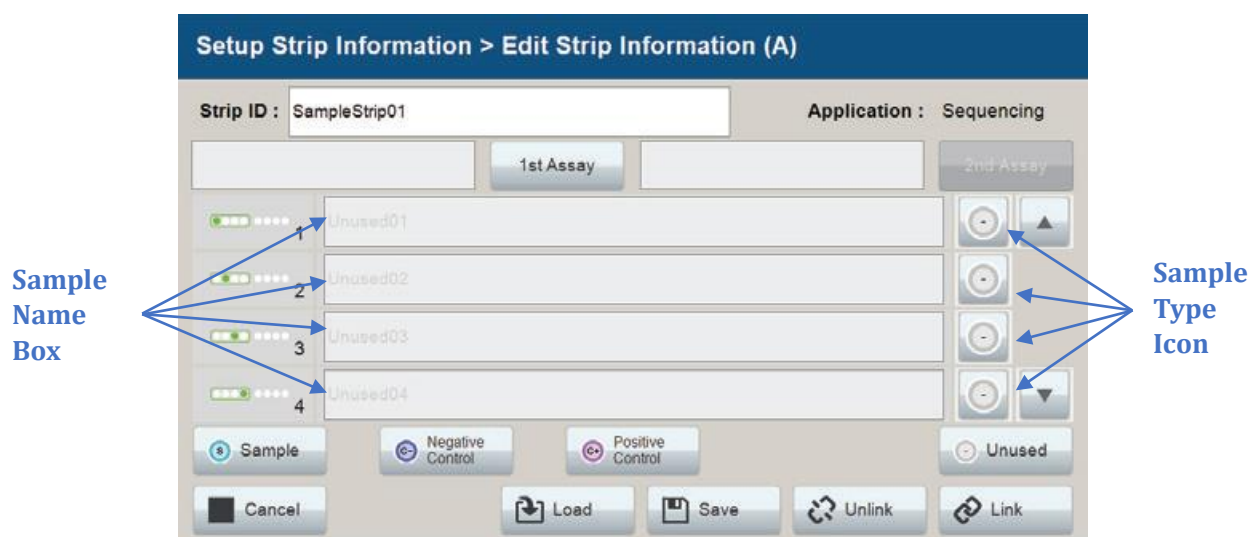 Setup Strip Information > Edit Strip Information (A)
Strip ID : SampleStrip01 Application : Sequencing
1st Assay 2nd Assay
1 Unused01 -
2 Unused02 -
3 Unused03 -
4 Unused04 -
Sample
Name
Box
Sample
Type
Icon
S Sample C- Negative Control C+ Positive Control - Unused
Cancel Load Save Unlink Link